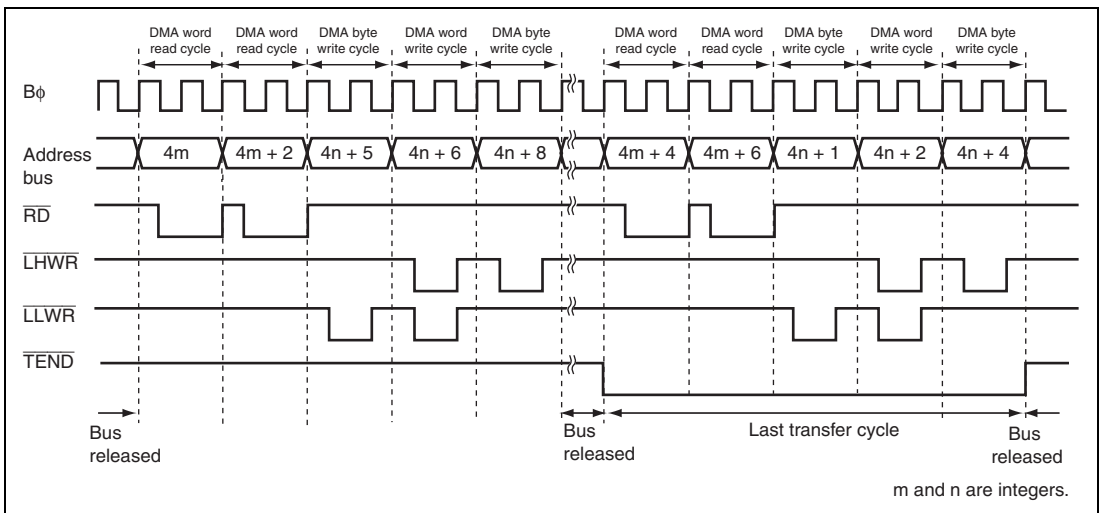 DMA word read cycle DMA word read cycle DMA byte write cycle DMA word write cycle DMA byte write cycle DMA word read cycle DMA word read cycle DMA byte write cycle DMA word write cycle DMA byte write cycle
Bϕ
Address bus 4m 4m + 2 4n + 5 4n + 6 4n + 8 4m + 4 4m + 6 4n + 1 4n + 2 4n + 4
RD
LHWR
LLWR
TEND
Bus released Bus released Last transfer cycle Bus released
m and n are integers.